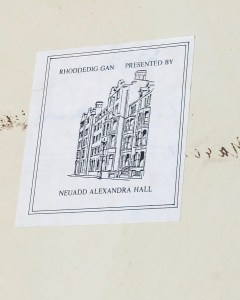 RHODDEDIG GAN PRESENTED BY
NEUADD ALEXANDRA HALL